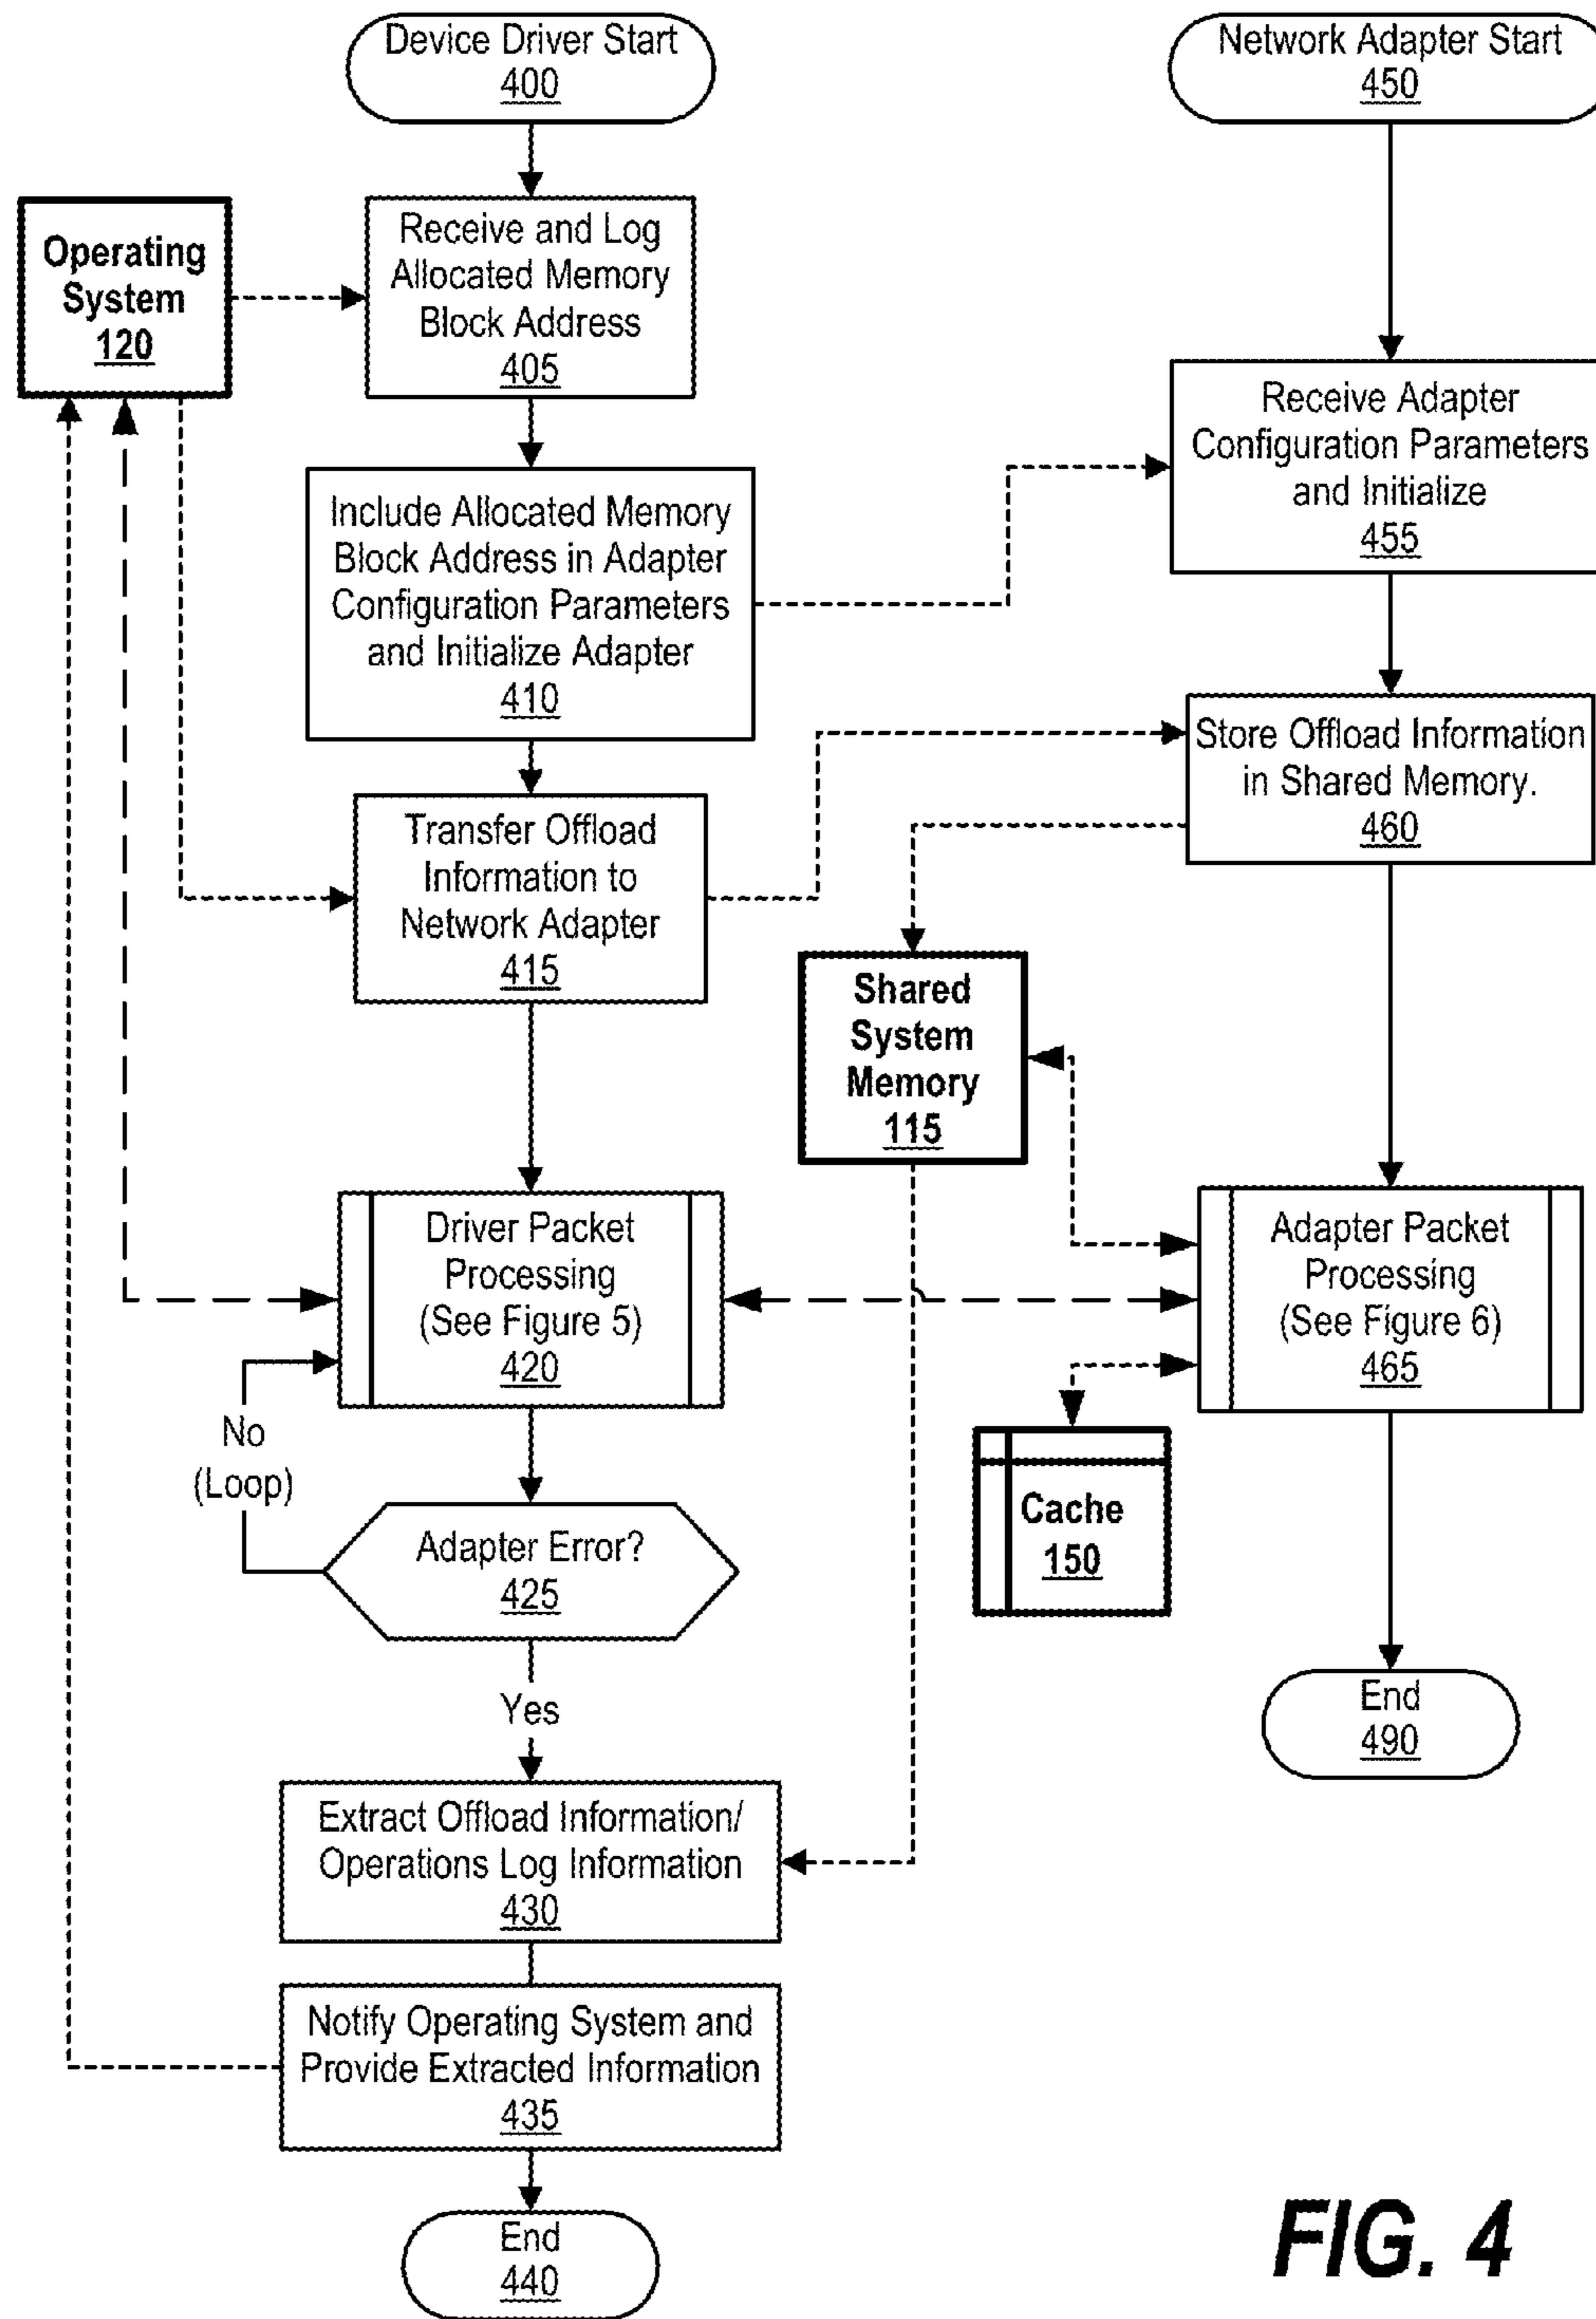 Device Driver Start
400
Network Adapter Start
450
Operating
System
120
Receive and Log
Allocated Memory
Block Address
405
Receive Adapter
Configuration Parameters
and Initialize
455
Include Allocated Memory
Block Address in Adapter
Configuration Parameters
and Initialize Adapter
410
Store Offload Information
in Shared Memory.
460
Transfer Offload
Information to
Network Adapter
415
Shared
System
Memory
115
Driver Packet
Processing
(See Figure 5)
420
Adapter Packet
Processing
(See Figure 6)
465
No
(Loop)
Cache
150
Adapter Error?
425
Yes
End
490
Extract Offload Information/
Operations Log Information
430
Notify Operating System and
Provide Extracted Information
435
End
440
FIG. 4